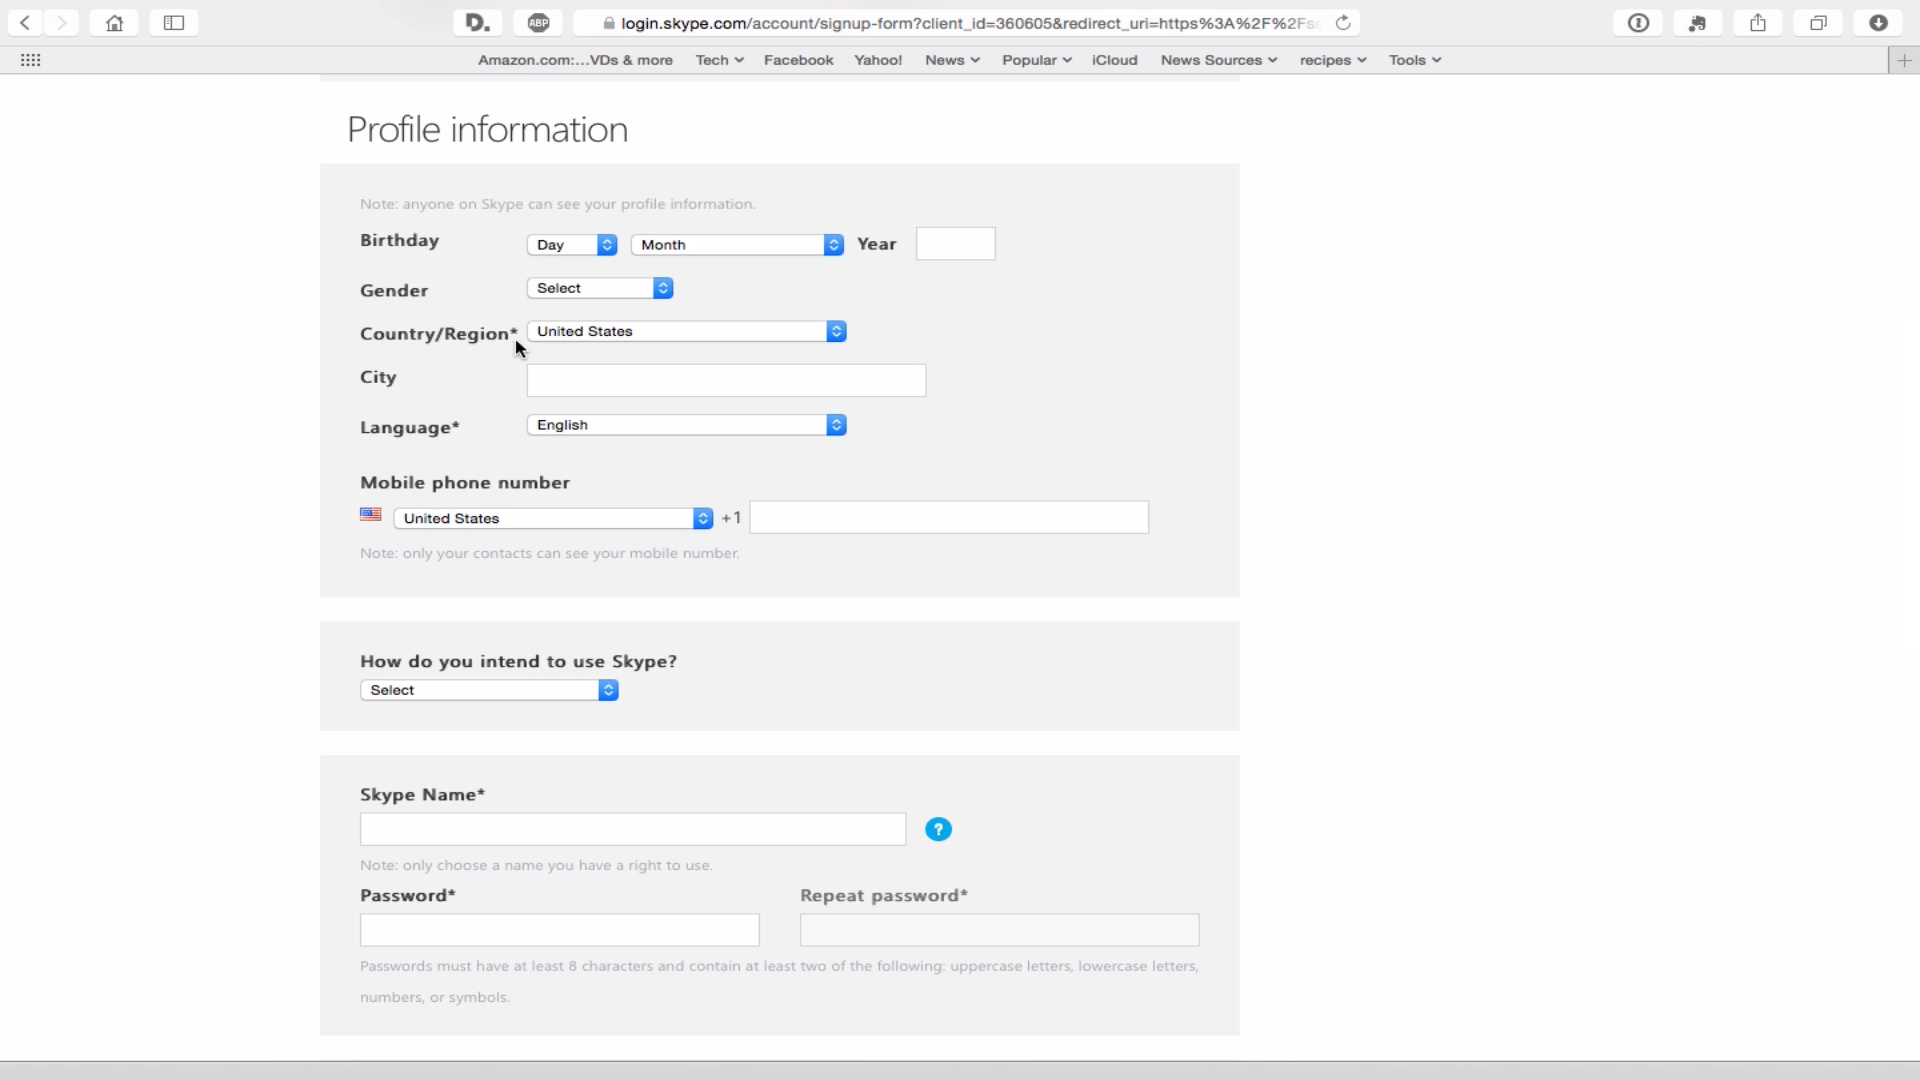 D.
ABP
login.skype.com/account/signup-form?client_id=360605&redirect_uri=https%3A%2F%2Fs
Amazon.com:...VDs & more Tech Facebook Yahoo! News Popular iCloud News Sources recipes Tools
Profile information
Note: anyone on Skype can see your profile information.
Birthday Day Month Year
Gender Select
Country/Region* United States
City
Language* English
Mobile phone number
United States +1
Note: only your contacts can see your mobile number.
How do you intend to use Skype?
Select
Skype Name*
?
Note: only choose a name you have a right to use.
Password* Repeat password*
Passwords must have at least 8 characters and contain at least two of the following: uppercase letters, lowercase letters,
numbers, or symbols.